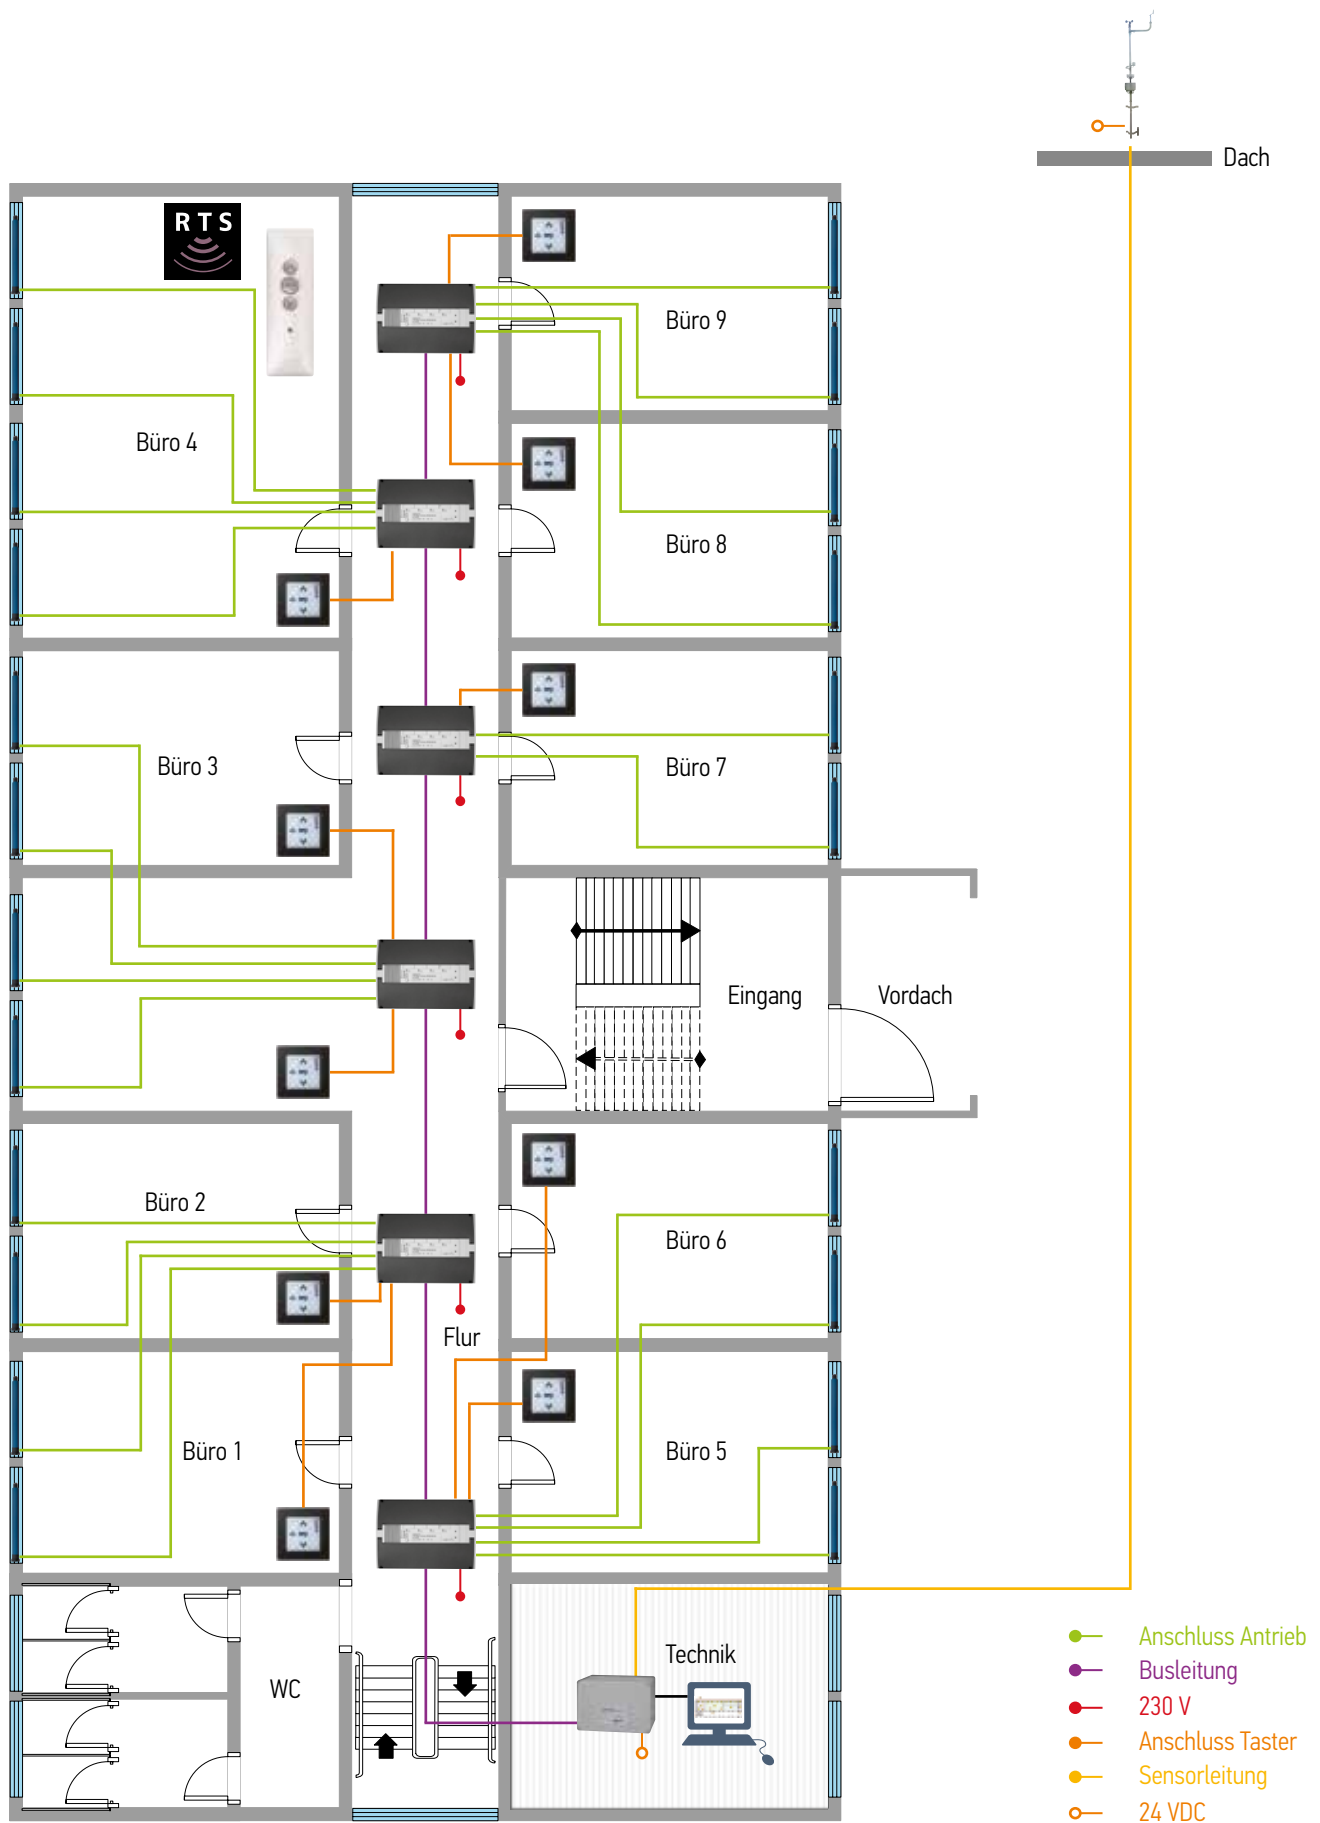 Dach
RTS
Büro 9
Büro 4
Büro 8
Büro 3
Büro 7
Eingang
Vordach
Büro 2
Büro 6
Flur
Büro 1
Büro 5
Technik
WC
Anschluss Antrieb
Busleitung
230 V
Anschluss Taster
Sensorleitung
24 VDC